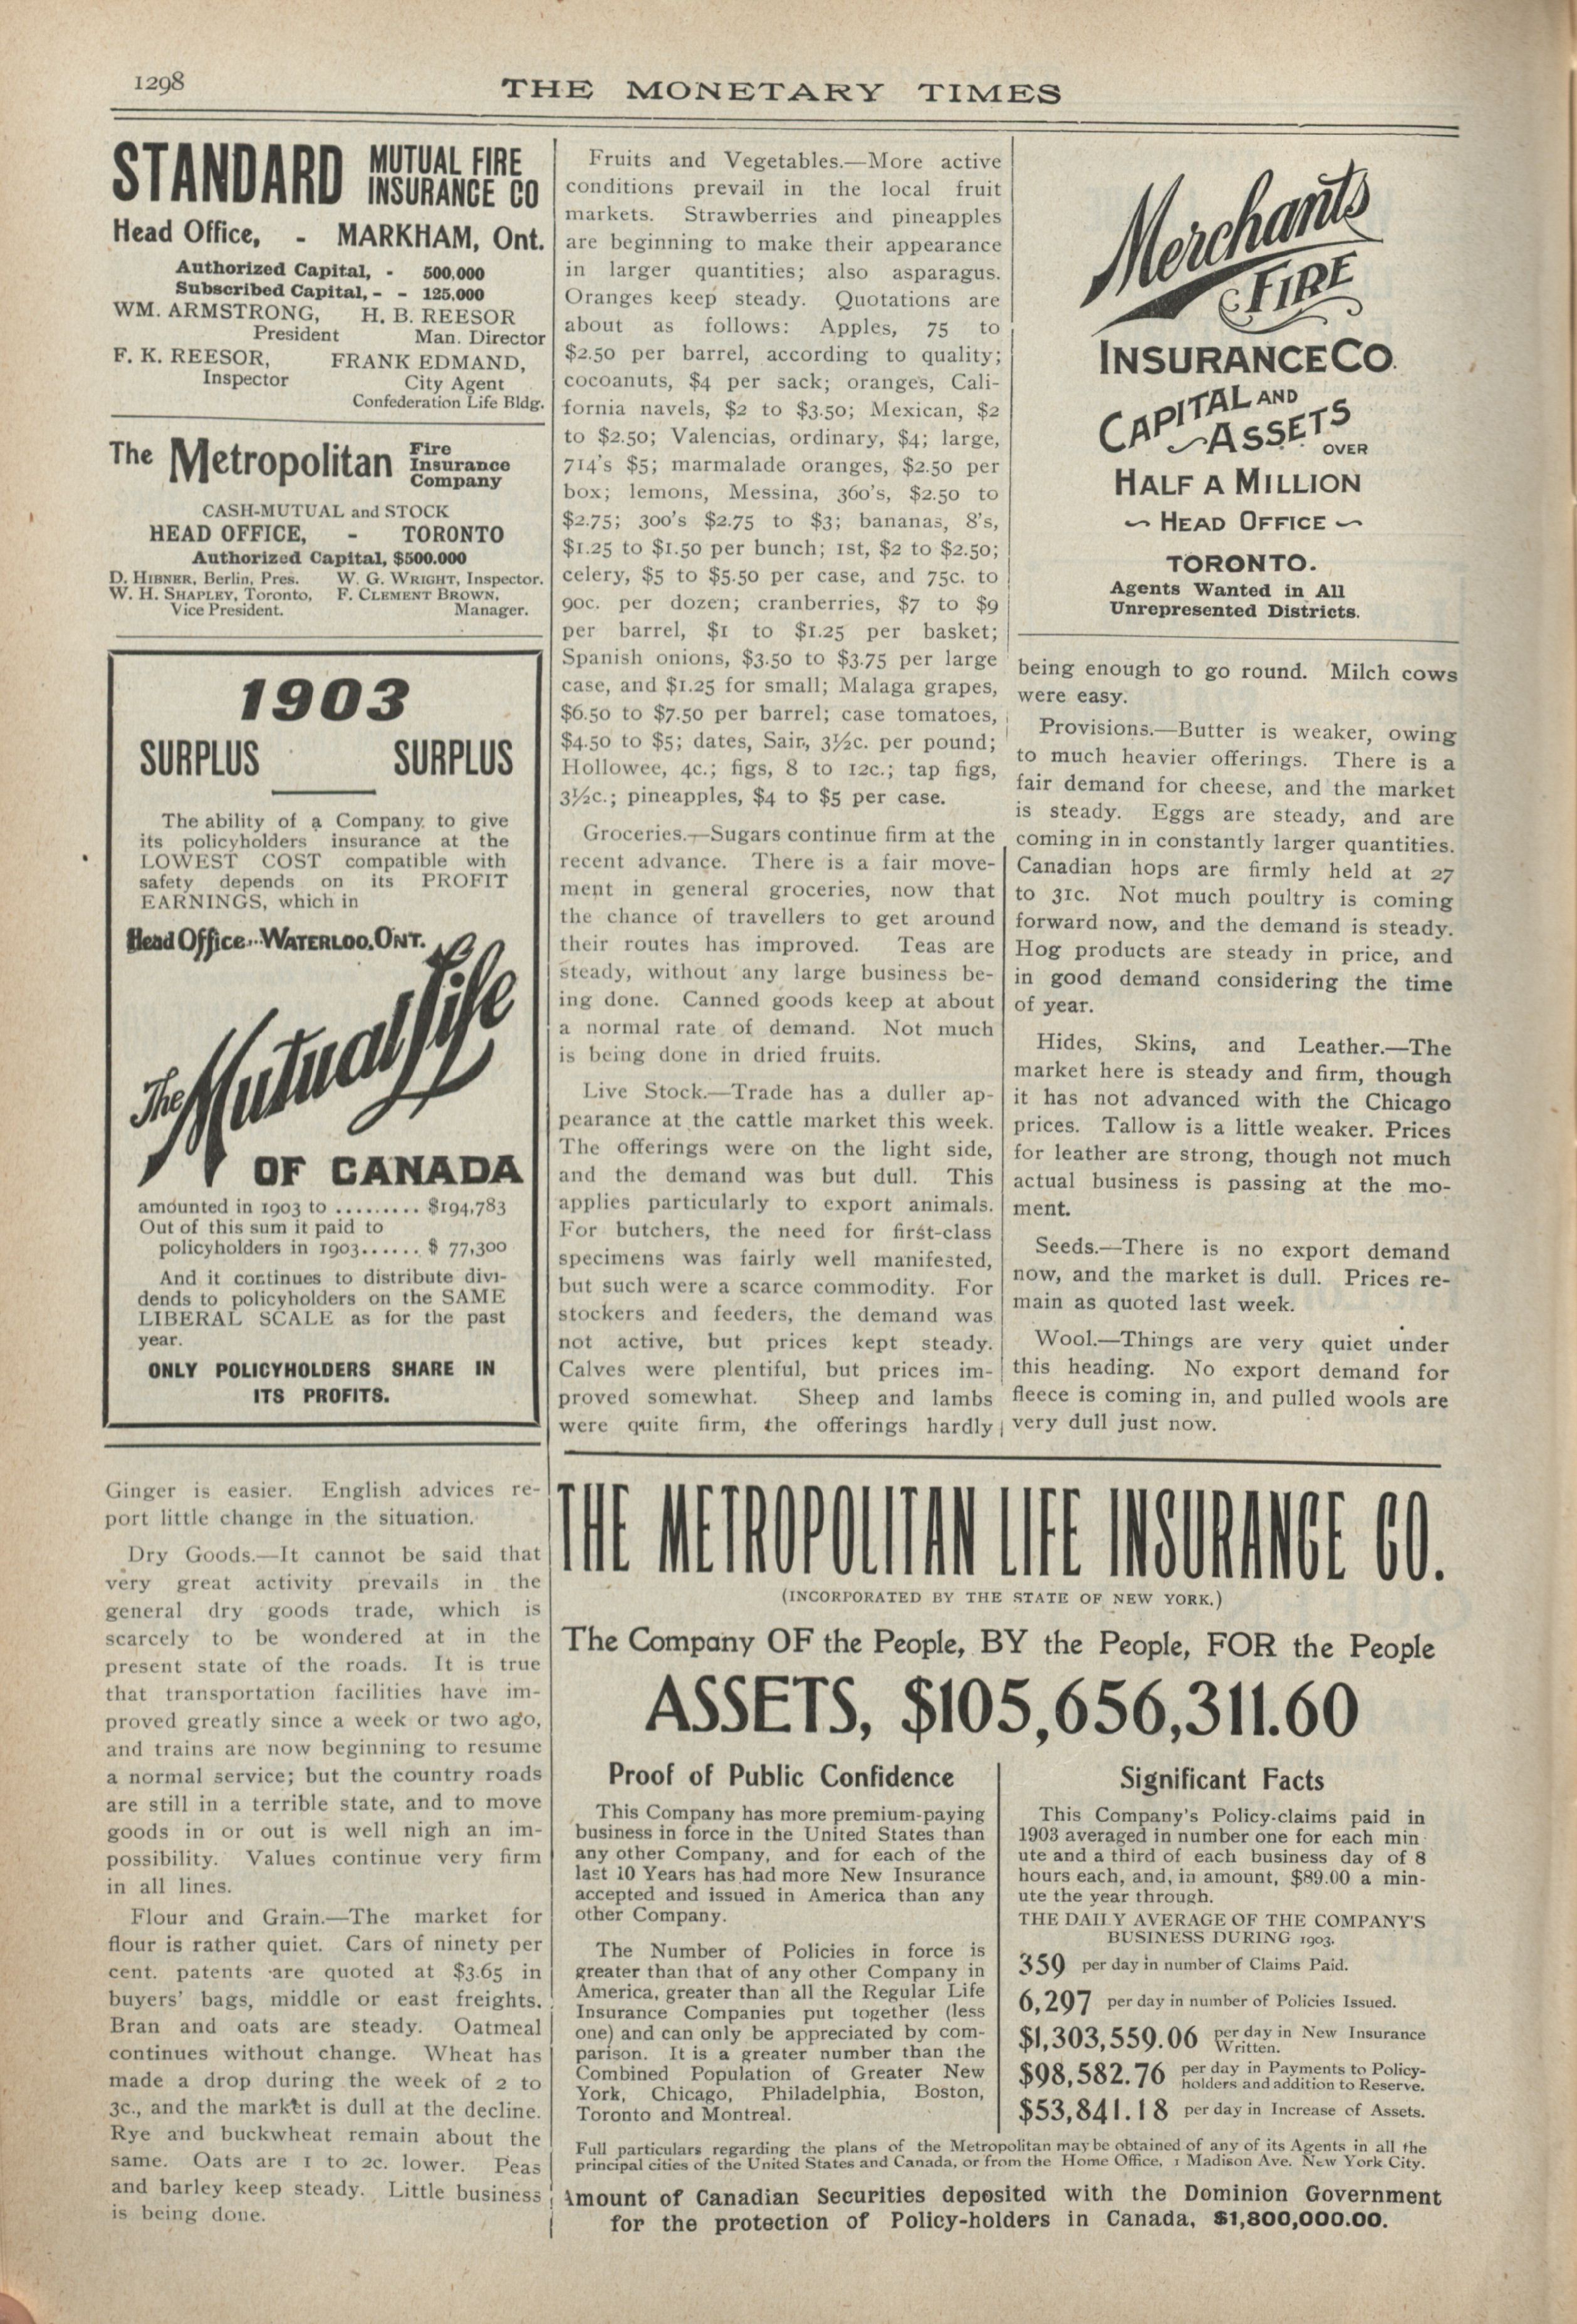 1298
THE MONETARY TIMES
STANDARD MUTUAL FIRE
INSURANCE CO
Head Office, - MARKHAM, Ont.
Authorized Capital, - 500,000
Subscribed Capital, - - 125,000
WM. ARMSTRONG, H. B. REESOR
President Man. Director
F. K. REESOR, FRANK EDMAND,
Inspector City Agent
Confederation Life Bldg.
The Metropolitan Fire
Insurance
Company
CASH-MUTUAL and STOCK
HEAD OFFICE, - TORONTO
Authorized Capital, $500.000
D. HIBNER, Berlin, Pres. W. G. WRIGHT, Inspector.
W. H. SHAPLEY, Toronto, F. CLEMENT BROWN,
Vice President. Manager.
1903
SURPLUS SURPLUS
The ability of a Company to give
its policyholders insurance at the
LOWEST COST compatible with
safety depends on its PROFIT
EARNINGS, which in
Head Office·WATERLOO.ONT.
The Mutual Life
OF CANADA
amounted in 1903 to ......... $194,783
Out of this sum it paid to
policyholders in 1903...... $ 77,300
And it continues to distribute divi-
dends to policyholders on the SAME
LIBERAL SCALE as for the past
year.
ONLY POLICYHOLDERS SHARE IN
ITS PROFITS.
Ginger is easier. English advices re-
port little change in the situation.
Dry Goods.—It cannot be said that
very great activity prevails in the
general dry goods trade, which is
scarcely to be wondered at in the
present state of the roads. It is true
that transportation facilities have im-
proved greatly since a week or two ago,
and trains are now beginning to resume
a normal service; but the country roads
are still in a terrible state, and to move
goods in or out is well nigh an im-
possibility. Values continue very firm
in all lines.
Flour and Grain.—The market for
flour is rather quiet. Cars of ninety per
cent. patents are quoted at $3.65 in
buyers' bags, middle or east freights.
Bran and oats are steady. Oatmeal
continues without change. Wheat has
made a drop during the week of 2 to
3c., and the market is dull at the decline.
Rye and buckwheat remain about the
same. Oats are 1 to 2c. lower. Peas
and barley keep steady. Little business
is being done.
Fruits and Vegetables.—More active
conditions prevail in the local fruit
markets. Strawberries and pineapples
are beginning to make their appearance
in larger quantities; also asparagus.
Oranges keep steady. Quotations are
about as follows: Apples, 75 to
$2.50 per barrel, according to quality;
cocoanuts, $4 per sack; oranges, Cali-
fornia navels, $2 to $3.50; Mexican, $2
to $2.50; Valencias, ordinary, $4; large,
714's $5; marmalade oranges, $2.50 per
box; lemons, Messina, 360's, $2.50 to
$2.75; 300's $2.75 to $3; bananas, 8's,
$1.25 to $1.50 per bunch; 1st, $2 to $2.50;
celery, $5 to $5.50 per case, and 75c. to
90c. per dozen; cranberries, $7 to $9
per barrel, $1 to $1.25 per basket;
Spanish onions, $3.50 to $3.75 per large
case, and $1.25 for small; Malaga grapes,
$6.50 to $7.50 per barrel; case tomatoes,
$4.50 to $5; dates, Sair, 3½c. per pound;
Hollowee, 4c.; figs, 8 to 12c.; tap figs,
3½c.; pineapples, $4 to $5 per case.
Groceries.—Sugars continue firm at the
recent advance. There is a fair move-
ment in general groceries, now that
the chance of travellers to get around
their routes has improved. Teas are
steady, without any large business be-
ing done. Canned goods keep at about
a normal rate of demand. Not much
is being done in dried fruits.
Live Stock.—Trade has a duller ap-
pearance at the cattle market this week.
The offerings were on the light side,
and the demand was but dull. This
applies particularly to export animals.
For butchers, the need for first-class
specimens was fairly well manifested,
but such were a scarce commodity. For
stockers and feeders, the demand was
not active, but prices kept steady.
Calves were plentiful, but prices im-
proved somewhat. Sheep and lambs
were quite firm, the offerings hardly
Merchants
FIRE
INSURANCE CO.
CAPITAL AND
ASSETS OVER
HALF A MILLION
HEAD OFFICE
TORONTO.
Agents Wanted in All
Unrepresented Districts.
being enough to go round. Milch cows
were easy.
Provisions.—Butter is weaker, owing
to much heavier offerings. There is a
fair demand for cheese, and the market
is steady. Eggs are steady, and are
coming in in constantly larger quantities.
Canadian hops are firmly held at 27
to 31c. Not much poultry is coming
forward now, and the demand is steady.
Hog products are steady in price, and
in good demand considering the time
of year.
Hides, Skins, and Leather.—The
market here is steady and firm, though
it has not advanced with the Chicago
prices. Tallow is a little weaker. Prices
for leather are strong, though not much
actual business is passing at the mo-
ment.
Seeds.—There is no export demand
now, and the market is dull. Prices re-
main as quoted last week.
Wool.—Things are very quiet under
this heading. No export demand for
fleece is coming in, and pulled wools are
very dull just now.
THE METROPOLITAN LIFE INSURANCE CO.
(INCORPORATED BY THE STATE OF NEW YORK.)
The Company OF the People, BY the People, FOR the People
ASSETS, $105,656,311.60
Proof of Public Confidence
This Company has more premium-paying
business in force in the United States than
any other Company, and for each of the
last 10 Years has had more New Insurance
accepted and issued in America than any
other Company.
The Number of Policies in force is
greater than that of any other Company in
America, greater than all the Regular Life
Insurance Companies put together (less
one) and can only be appreciated by com-
parison. It is a greater number than the
Combined Population of Greater New
York, Chicago, Philadelphia, Boston,
Toronto and Montreal.
Significant Facts
This Company's Policy-claims paid in
1903 averaged in number one for each min
ute and a third of each business day of 8
hours each, and, in amount, $89.00 a min-
ute the year through.
THE DAILY AVERAGE OF THE COMPANY'S
BUSINESS DURING 1903.
359 per day in number of Claims Paid.
6,297 per day in number of Policies Issued.
$1,303,559.06 per day in New Insurance
Written.
$98,582.76 per day in Payments to Policy-
holders and addition to Reserve.
$53,841.18 per day in Increase of Assets.
Full particulars regarding the plans of the Metropolitan may be obtained of any of its Agents in all the
principal cities of the United States and Canada, or from the Home Office, 1 Madison Ave. New York City.
Amount of Canadian Securities deposited with the Dominion Government
for the protection of Policy-holders in Canada, $1,800,000.00.